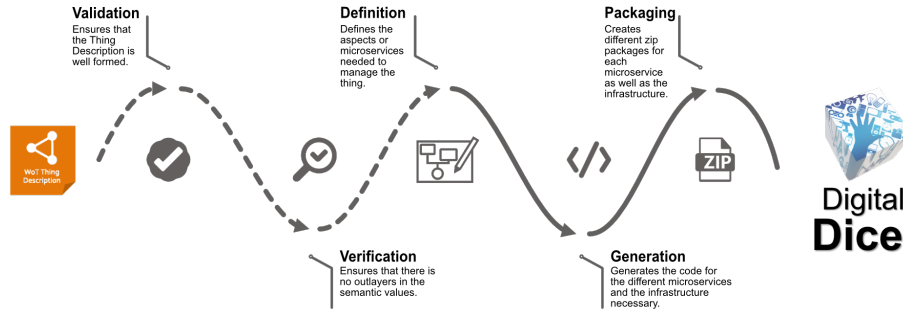 Validation
Ensures that
the Thing
Description is
well formed.
Definition
Defines the
aspects or
microservices
needed to
manage the
thing.
Packaging
Creates
different zip
packages for
each
microservice
as well as the
infrastructure.
WoT Thing
Description
ZIP
Digital
Dice
Verification
Ensures that there is
no outlayers in the
semantic values.
Generation
Generates the code for
the different microservices
and the infrastructure
necessary.